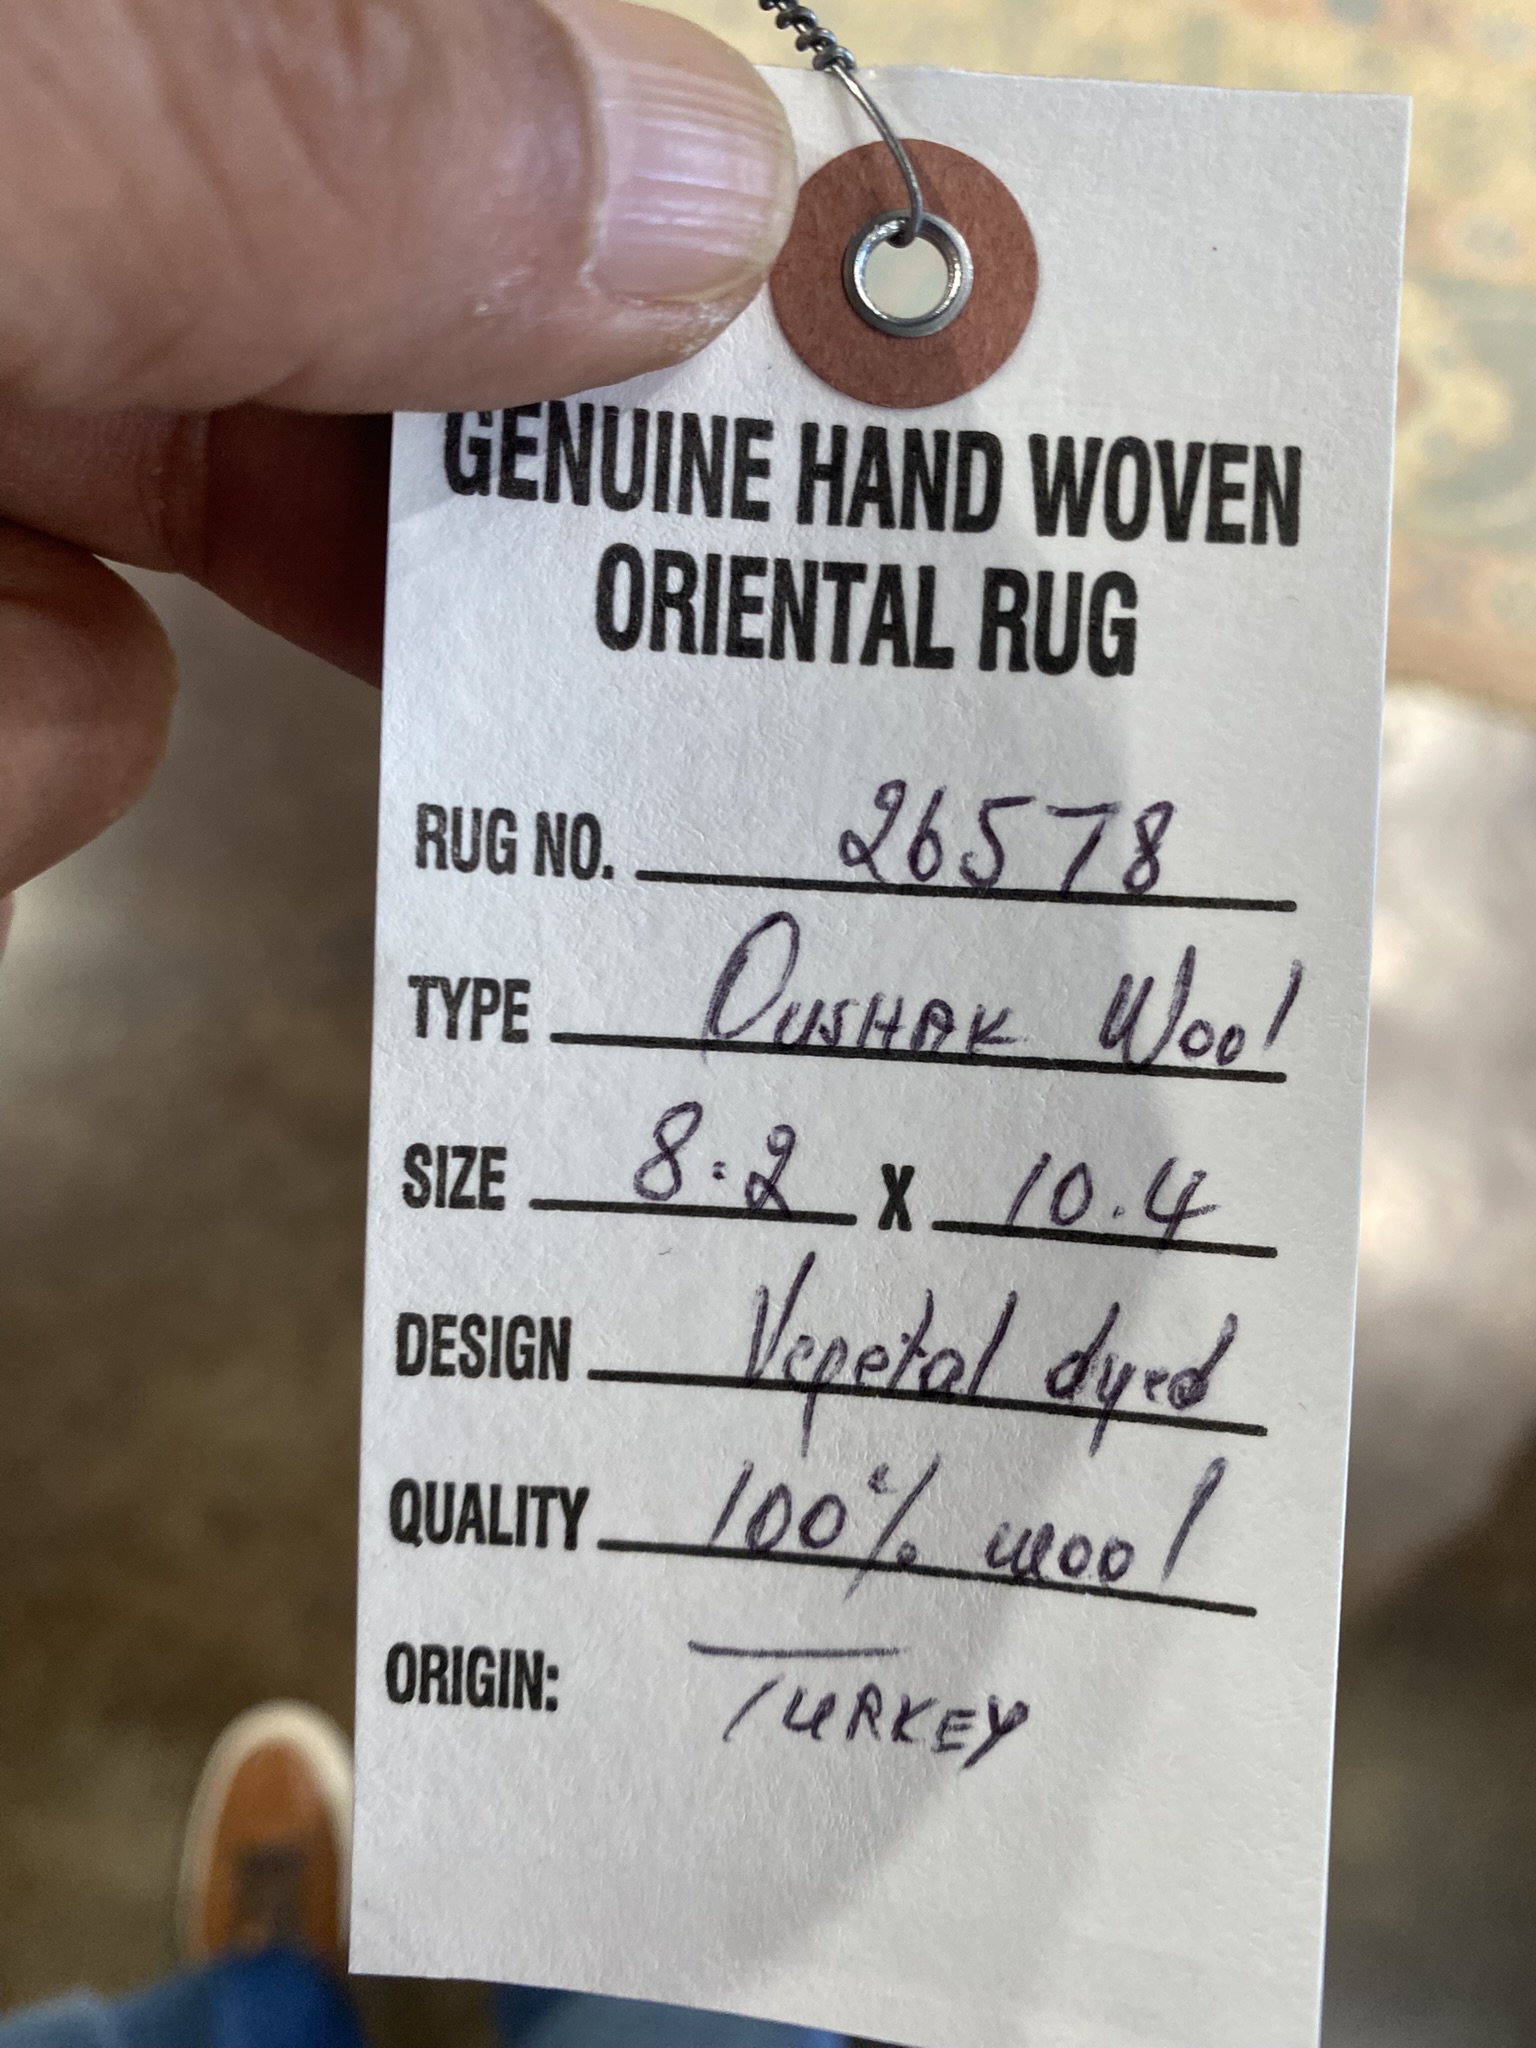 GENUINE HAND WOVEN
ORIENTAL RUG
RUG NO. 26578
TYPE OUSHAK Wool
SIZE 8.2 X 10.4
DESIGN Vegetal dyed
QUALITY 100% wool
ORIGIN: TURKEY